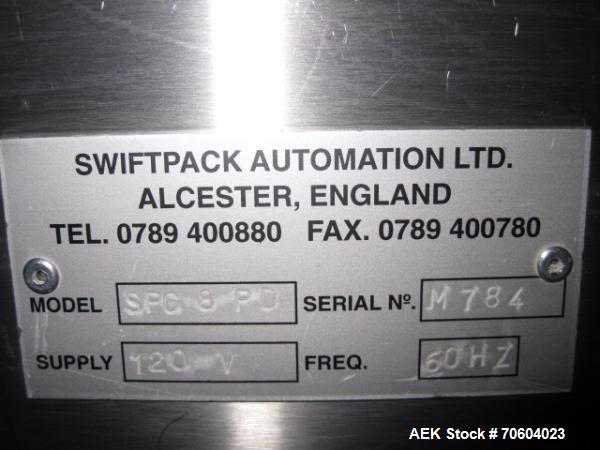 SWIFTPACK AUTOMATION LTD.
ALCESTER, ENGLAND
TEL. 0789 400880 FAX. 0789 400780
MODEL SPC 8 PD SERIAL Nº. M784
SUPPLY 120 V FREQ. 60HZ
AEK Stock # 70604023